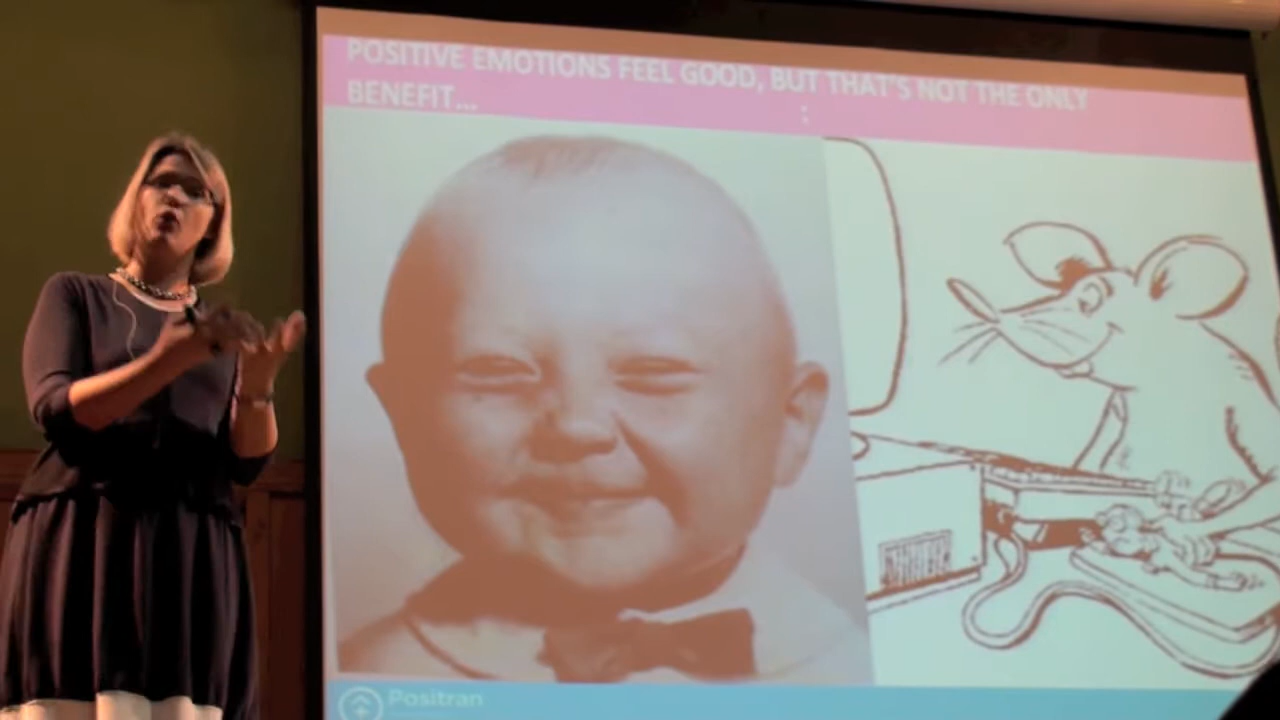 POSITIVE EMOTIONS FEEL GOOD, BUT THAT'S NOT THE ONLY
BENEFIT...
Positran